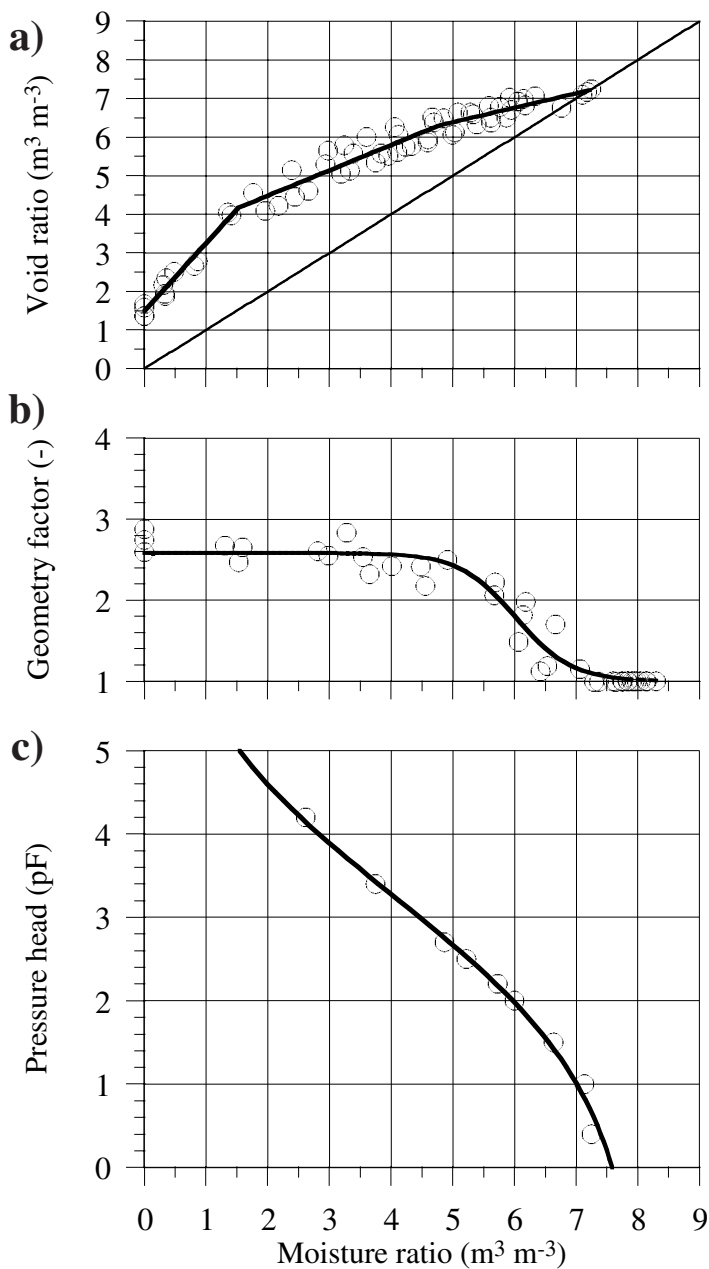 a)
Void ratio (m³ m⁻³)
9
8
7
6
5
4
3
2
1
0
b)
Geometry factor (-)
4
3
2
1
c)
Pressure head (pF)
5
4
3
2
1
0
0 1 2 3 4 5 6 7 8 9
Moisture ratio (m³ m⁻³)